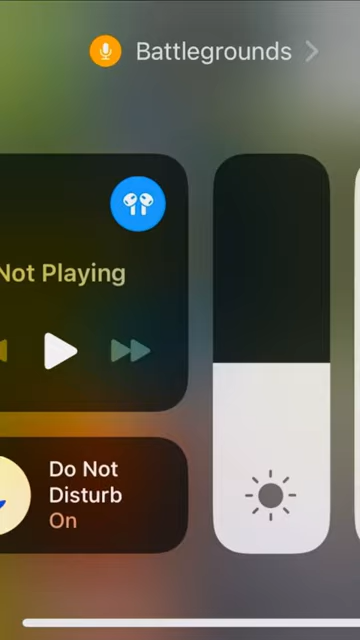 Battlegrounds
Not Playing
Do Not
Disturb
On